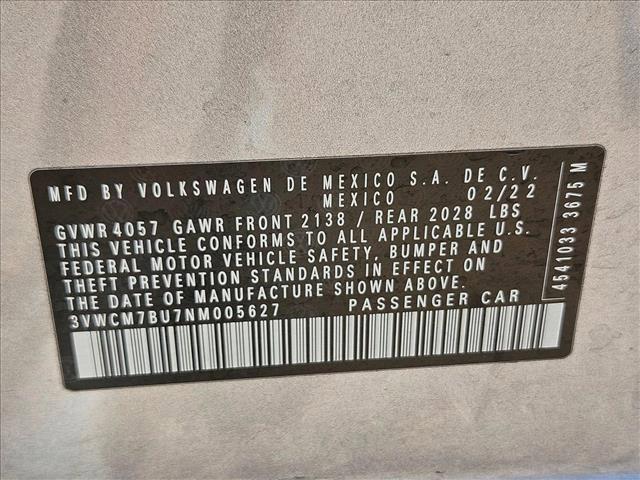 MFD BY VOLKSWAGEN DE MEXICO S.A. DE C.V.
MEXICO 02/22
GVWR 4057 GAWR FRONT 2138 / REAR 2028 LBS
THIS VEHICLE CONFORMS TO ALL APPLICABLE U.S.
FEDERAL MOTOR VEHICLE SAFETY, BUMPER AND
THEFT PREVENTION STANDARDS IN EFFECT ON
THE DATE OF MANUFACTURE SHOWN ABOVE.
3VWCM7BU7NM005627 PASSENGER CAR
4541033 3675 M